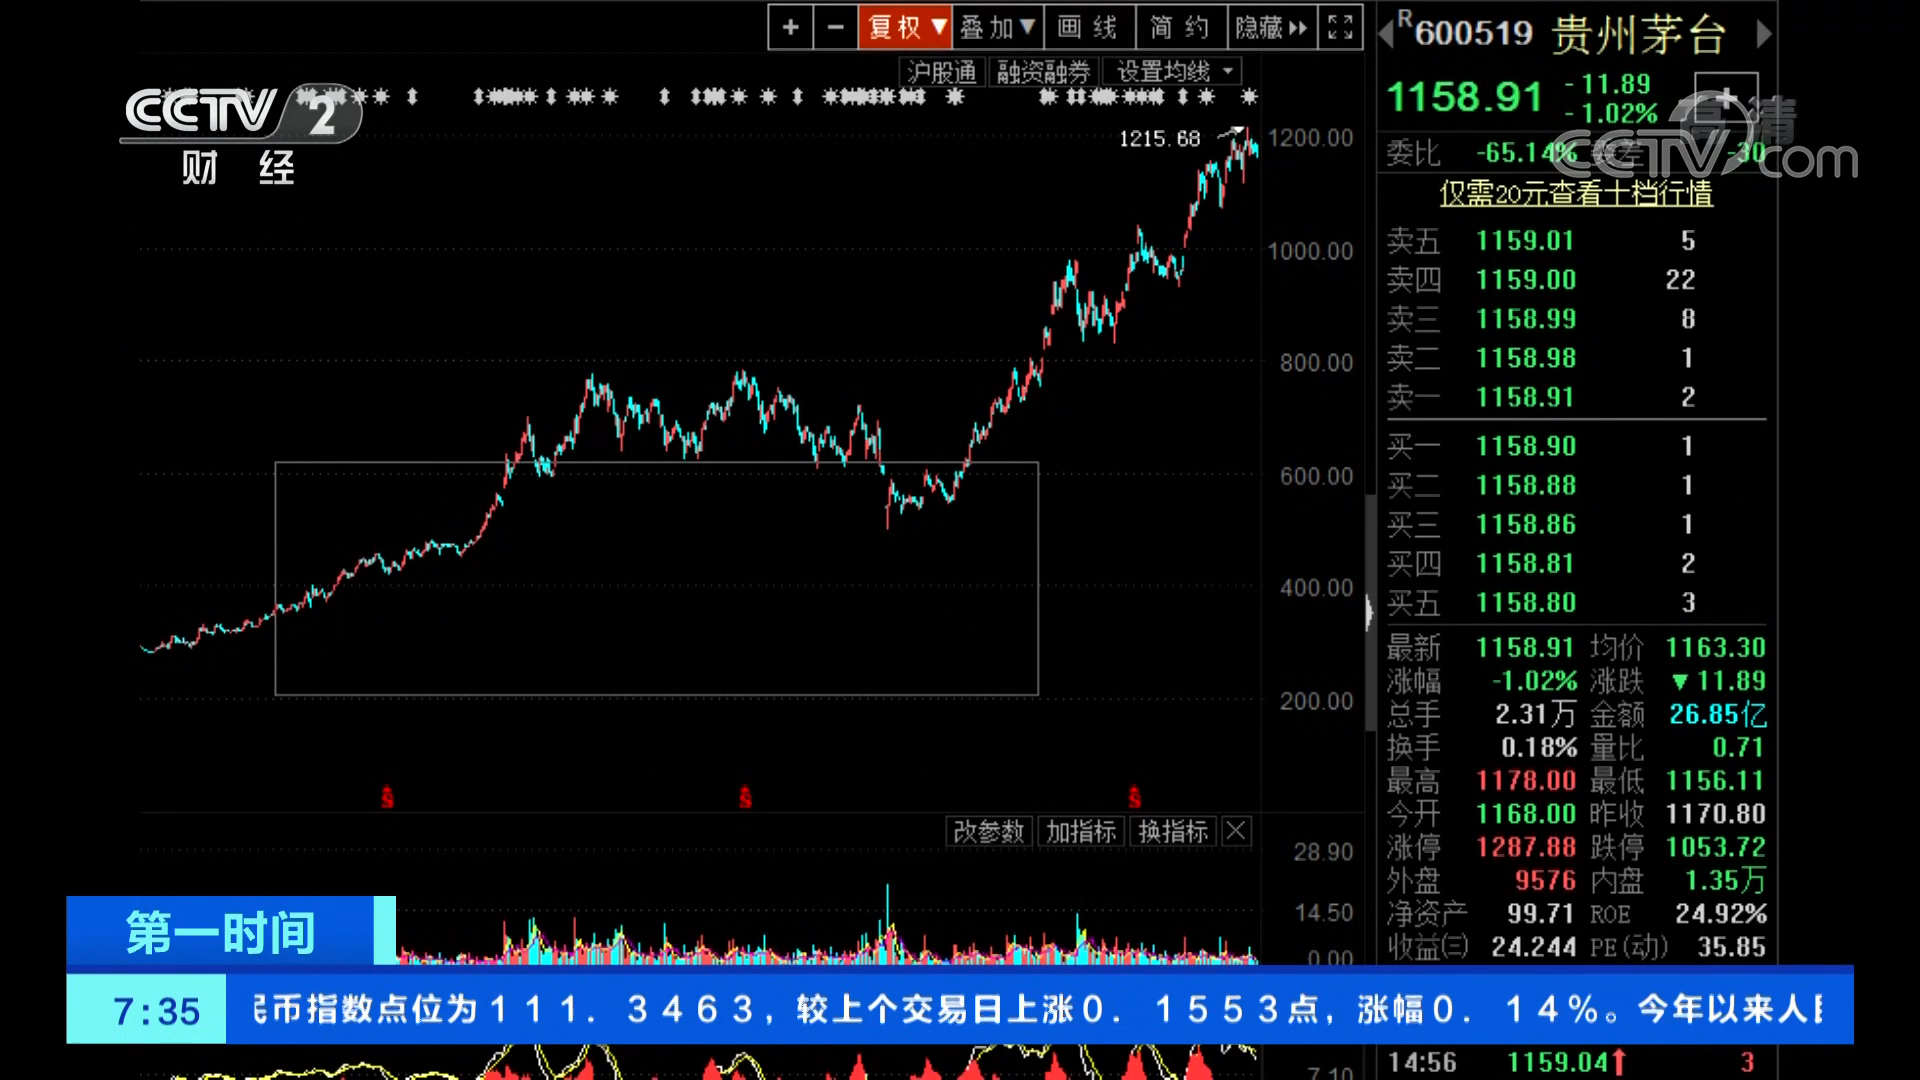 + − 复权▼ 叠加▼ 画线 简约 隐藏
沪股通 融资融券 设置均线
CCTV 2
财经
1215.68
1200.00
1000.00
800.00
600.00
400.00
200.00
S S S
改参数 加指标 换指标
28.90
14.50
0.00
7.10
R 600519 贵州茅台
1158.91 -11.89
-1.02%
+
高清
CCTV.com
委比 -65.14% 委差 -30
仅需20元查看十档行情
卖五 1159.01 5
卖四 1159.00 22
卖三 1158.99 8
卖二 1158.98 1
卖一 1158.91 2
买一 1158.90 1
买二 1158.88 1
买三 1158.86 1
买四 1158.81 2
买五 1158.80 3
最新 1158.91 均价 1163.30
涨幅 -1.02% 涨跌 ▼11.89
总手 2.31万 金额 26.85亿
换手 0.18% 量比 0.71
最高 1178.00 最低 1156.11
今开 1168.00 昨收 1170.80
涨停 1287.88 跌停 1053.72
外盘 9576 内盘 1.35万
净资产 99.71 ROE 24.92%
收益(三) 24.244 PE(动) 35.85
14:56 1159.04↑ 3
第一时间
7:35 民币指数点位为111.3463，较上个交易日上涨0.1553点，涨幅0.14%。今年以来人